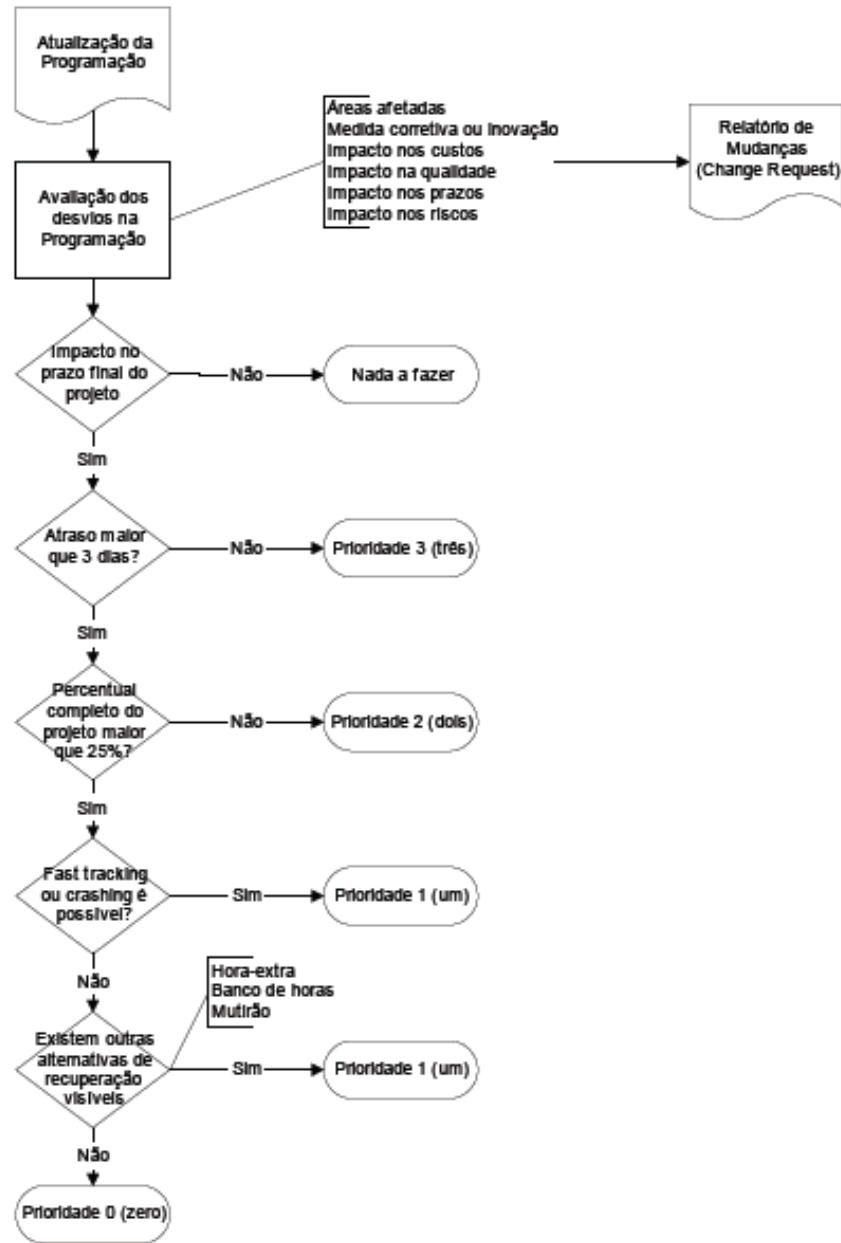 Atualização da
Programação
Áreas afetadas
Medida corretiva ou inovação
Impacto nos custos
Impacto na qualidade
Impacto nos prazos
Impacto nos riscos
Relatório de
Mudanças
(Change Request)
Avaliação dos
desvios na
Programação
Impacto no
prazo final do
projeto
Não
Nada a fazer
Sim
Atraso maior
que 3 dias?
Não
Prioridade 3 (três)
Sim
Percentual
completo do
projeto maior
que 25%?
Não
Prioridade 2 (dois)
Sim
Fast tracking
ou crashing é
possível?
Sim
Prioridade 1 (um)
Não
Hora-extra
Banco de horas
Mutirão
Existem outras
alternativas de
recuperação
visíveis
Sim
Prioridade 1 (um)
Não
Prioridade 0 (zero)